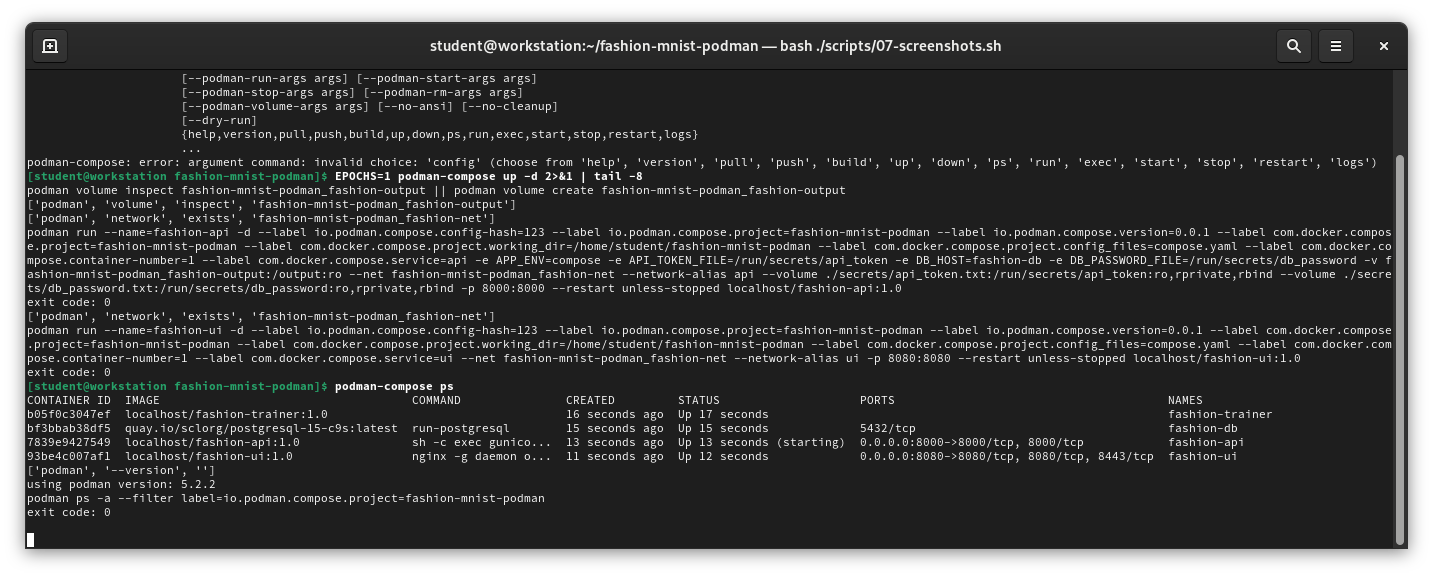 student@workstation:~/fashion-mnist-podman — bash ./scripts/07-screenshots.sh
[--podman-run-args args] [--podman-start-args args]
[--podman-stop-args args] [--podman-rm-args args]
[--podman-volume-args args] [--no-ansi] [--no-cleanup]
[--dry-run]
{help,version,pull,push,build,up,down,ps,run,exec,start,stop,restart,logs}
...
podman-compose: error: argument command: invalid choice: 'config' (choose from 'help', 'version', 'pull', 'push', 'build', 'up', 'down', 'ps', 'run', 'exec', 'start', 'stop', 'restart', 'logs')
[student@workstation fashion-mnist-podman]$ EPOCHS=1 podman-compose up -d 2>&1 | tail -8
podman volume inspect fashion-mnist-podman_fashion-output || podman volume create fashion-mnist-podman_fashion-output
['podman', 'volume', 'inspect', 'fashion-mnist-podman_fashion-output']
['podman', 'network', 'exists', 'fashion-mnist-podman_fashion-net']
podman run --name=fashion-api -d --label io.podman.compose.config-hash=123 --label io.podman.compose.project=fashion-mnist-podman --label io.podman.compose.version=0.0.1 --label com.docker.compos
e.project=fashion-mnist-podman --label com.docker.compose.project.working_dir=/home/student/fashion-mnist-podman --label com.docker.compose.project.config_files=compose.yaml --label com.docker.co
mpose.container-number=1 --label com.docker.compose.service=api -e APP_ENV=compose -e API_TOKEN_FILE=/run/secrets/api_token -e DB_HOST=fashion-db -e DB_PASSWORD_FILE=/run/secrets/db_password -v f
ashion-mnist-podman_fashion-output:/output:ro --net fashion-mnist-podman_fashion-net --network-alias api --volume ./secrets/api_token.txt:/run/secrets/api_token:ro,rprivate,rbind --volume ./secre
ts/db_password.txt:/run/secrets/db_password:ro,rprivate,rbind -p 8000:8000 --restart unless-stopped localhost/fashion-api:1.0
exit code: 0
['podman', 'network', 'exists', 'fashion-mnist-podman_fashion-net']
podman run --name=fashion-ui -d --label io.podman.compose.config-hash=123 --label io.podman.compose.project=fashion-mnist-podman --label io.podman.compose.version=0.0.1 --label com.docker.compose
.project=fashion-mnist-podman --label com.docker.compose.project.working_dir=/home/student/fashion-mnist-podman --label com.docker.compose.project.config_files=compose.yaml --label com.docker.com
pose.container-number=1 --label com.docker.compose.service=ui --net fashion-mnist-podman_fashion-net --network-alias ui -p 8080:8080 --restart unless-stopped localhost/fashion-ui:1.0
exit code: 0
[student@workstation fashion-mnist-podman]$ podman-compose ps
CONTAINER ID  IMAGE                                    COMMAND               CREATED         STATUS                    PORTS                                       NAMES
b05f0c3047ef  localhost/fashion-trainer:1.0                                  16 seconds ago  Up 17 seconds                                                         fashion-trainer
bf3bbab38df5  quay.io/sclorg/postgresql-15-c9s:latest  run-postgresql        15 seconds ago  Up 15 seconds             5432/tcp                                    fashion-db
7839e9427549  localhost/fashion-api:1.0                sh -c exec gunico...  13 seconds ago  Up 13 seconds (starting)  0.0.0.0:8000->8000/tcp, 8000/tcp            fashion-api
93be4c007af1  localhost/fashion-ui:1.0                 nginx -g daemon o...  11 seconds ago  Up 12 seconds             0.0.0.0:8080->8080/tcp, 8080/tcp, 8443/tcp  fashion-ui
['podman', '--version', '']
using podman version: 5.2.2
podman ps -a --filter label=io.podman.compose.project=fashion-mnist-podman
exit code: 0